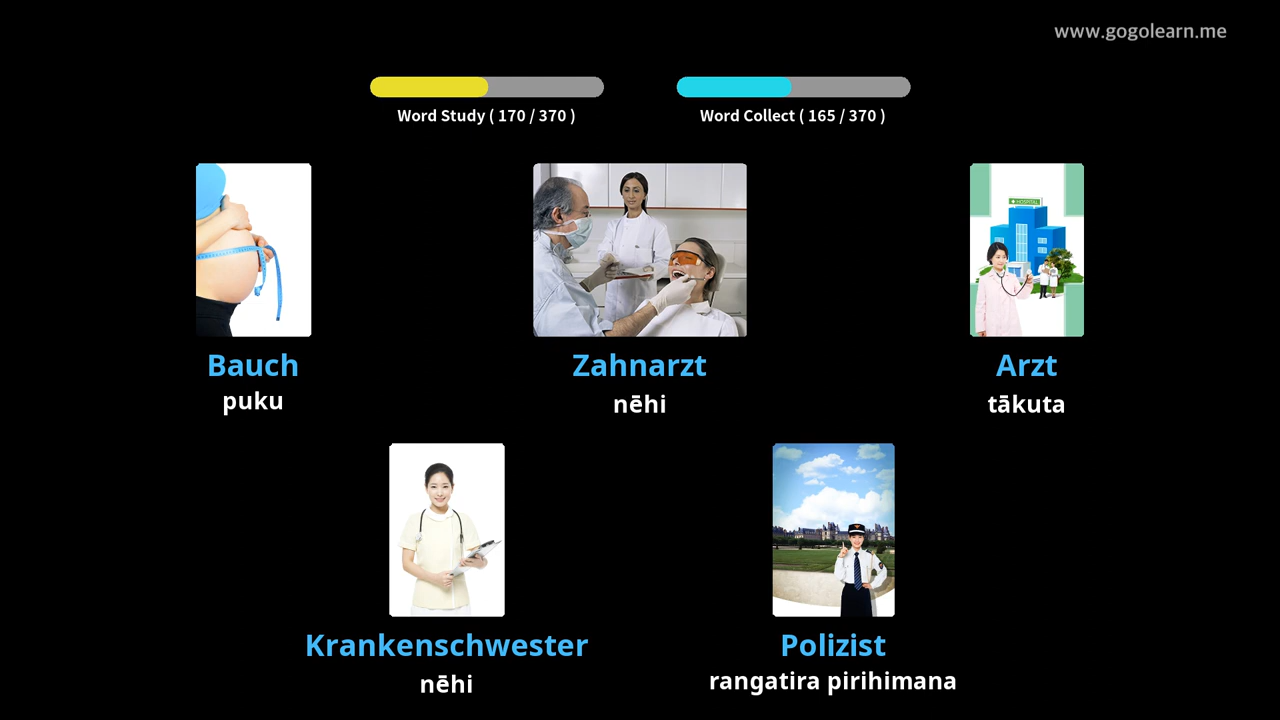 www.gogolearn.me
Word Study ( 170 / 370 )
Word Collect ( 165 / 370 )
HOSPITAL
Bauch
puku
Zahnarzt
nēhi
Arzt
tākuta
Krankenschwester
nēhi
Polizist
rangatira pirihimana